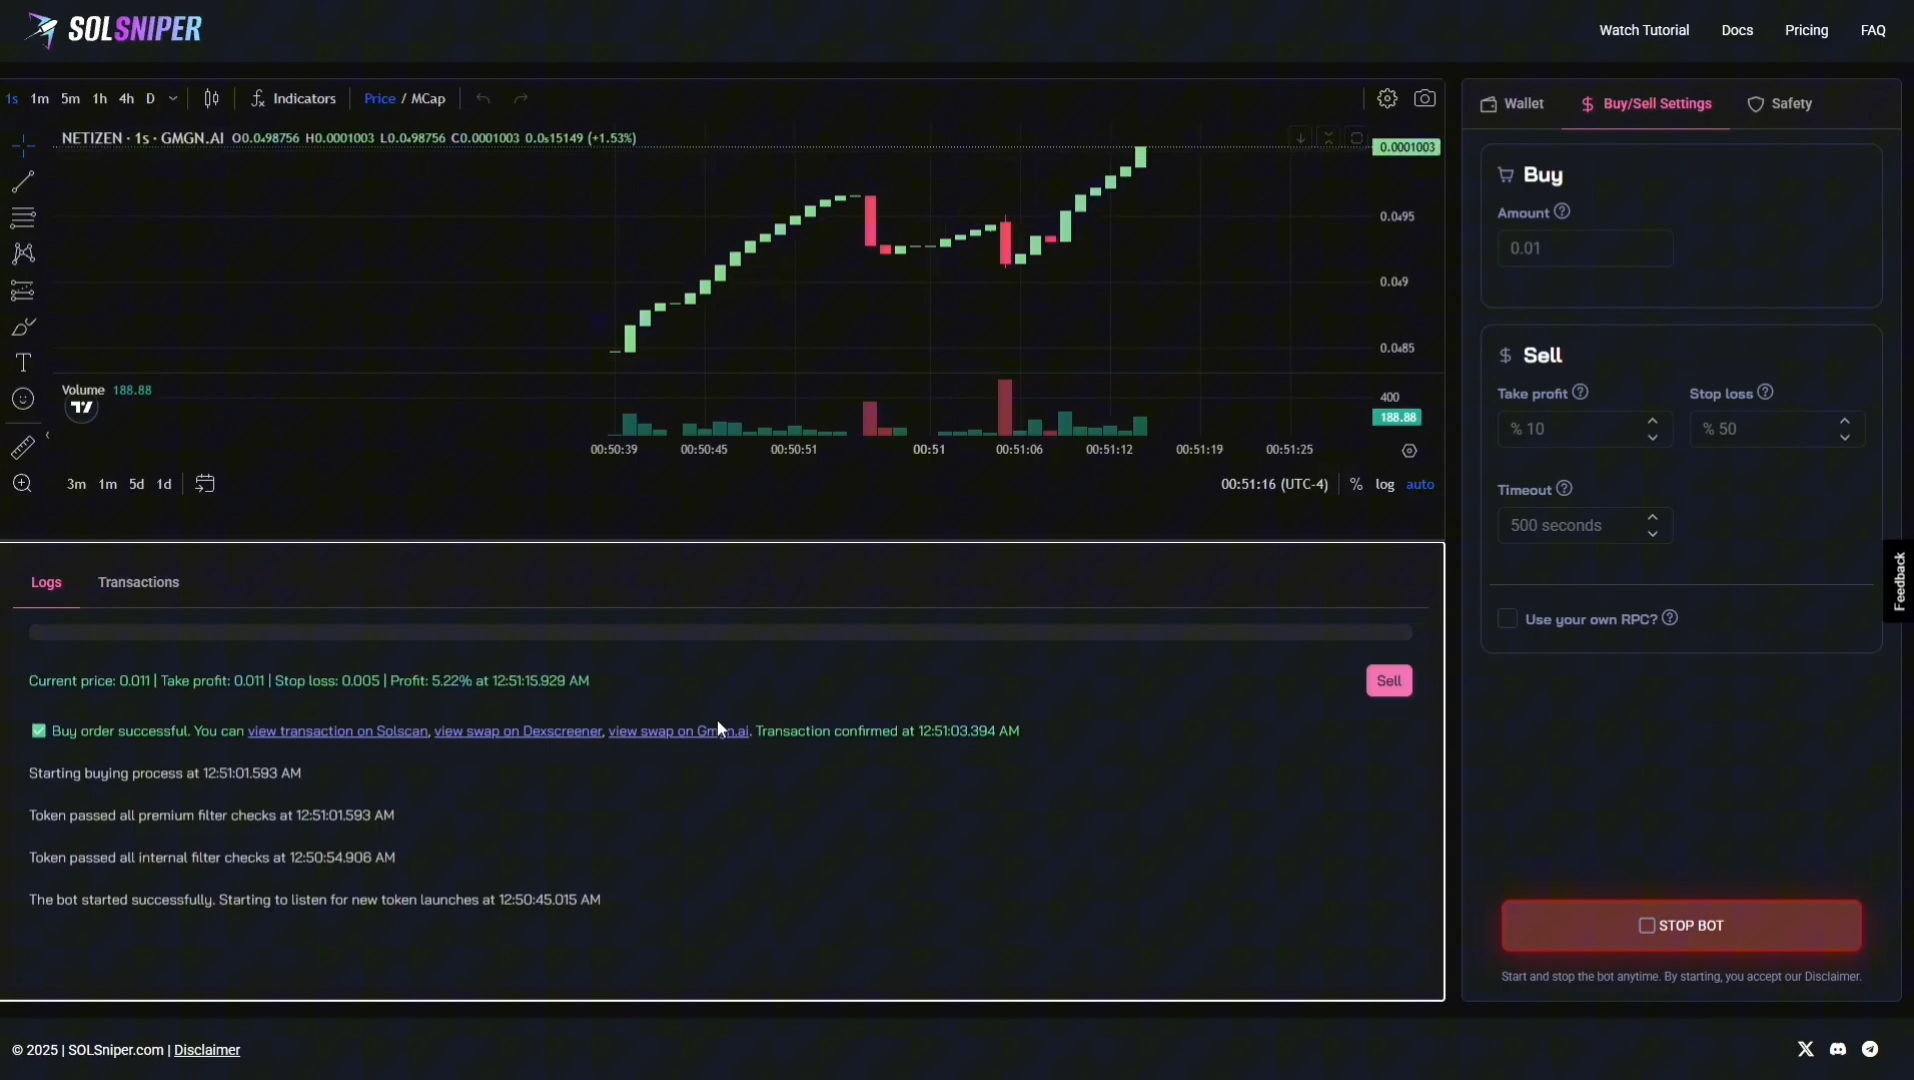 SOLSNIPER
Watch Tutorial Docs Pricing FAQ
1s 1m 5m 1h 4h D Indicators Price / MCap
NETIZEN · 1s · GMGN.AI O0.0₄98756 H0.0001003 L0.0₄98756 C0.0001003 0.0₅15149 (+1.53%)
0.0001003
0.0₄95
0.0₄9
0.0₄85
Volume 188.88
400
188.88
00:50:39 00:50:45 00:50:51 00:51 00:51:06 00:51:12 00:51:19 00:51:25
3m 1m 5d 1d 00:51:16 (UTC-4) % log auto
Logs Transactions
Current price: 0.011 | Take profit: 0.011 | Stop loss: 0.005 | Profit: 5.22% at 12:51:15.929 AM
Sell
Buy order successful. You can view transaction on Solscan, view swap on Dexscreener, view swap on Gmgn.ai. Transaction confirmed at 12:51:03.394 AM
Starting buying process at 12:51:01.593 AM
Token passed all premium filter checks at 12:51:01.593 AM
Token passed all internal filter checks at 12:50:54.906 AM
The bot started successfully. Starting to listen for new token launches at 12:50:45.015 AM
Wallet $ Buy/Sell Settings Safety
Buy
Amount ?
0.01
$ Sell
Take profit ? Stop loss ?
% 10 % 50
Timeout ?
500 seconds
Use your own RPC? ?
STOP BOT
Start and stop the bot anytime. By starting, you accept our Disclaimer.
Feedback
© 2025 | SOLSniper.com | Disclaimer